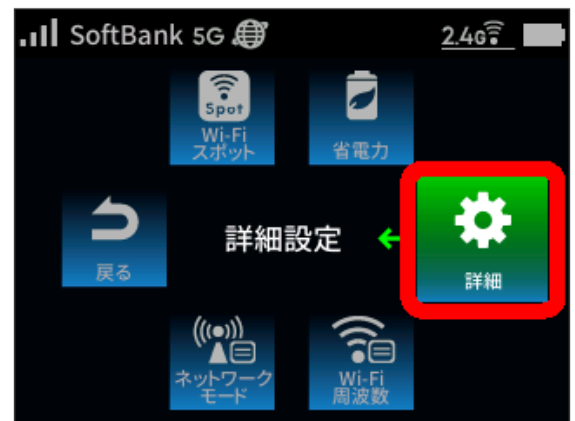 SoftBank 5G 2.4G
Spot
Wi-Fi
スポット
省電力
戻る
詳細設定
詳細
ネットワーク
モード
Wi-Fi
周波数